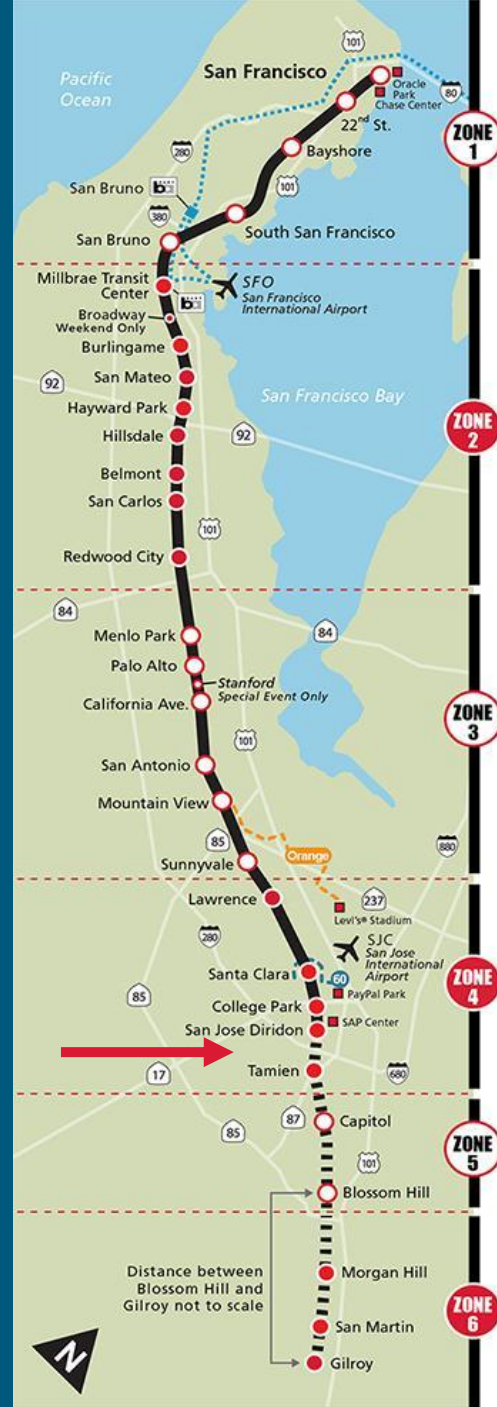 101
Pacific
Ocean
San Francisco
Oracle
Park
Chase Center
80
22nd St.
ZONE
1
280
Bayshore
San Bruno
ba
101
380
South San Francisco
San Bruno
Millbrae Transit
Center
ba
SFO
San Francisco
International Airport
Broadway
Weekend Only
Burlingame
San Mateo
92
San Francisco Bay
Hayward Park
ZONE
2
Hillsdale
92
Belmont
San Carlos
101
Redwood City
84
84
Menlo Park
Palo Alto
Stanford
Special Event Only
California Ave.
ZONE
3
101
San Antonio
Mountain View
85
880
Orange
Sunnyvale
Lawrence
237
Levi's® Stadium
280
SJC
San Jose
International
Airport
Santa Clara
60
ZONE
4
85
PayPal Park
College Park
SAP Center
San Jose Diridon
17
Tamien
680
87
Capitol
85
ZONE
5
101
Blossom Hill
Distance between
Blossom Hill and
Gilroy not to scale
Morgan Hill
ZONE
6
San Martin
N
Gilroy